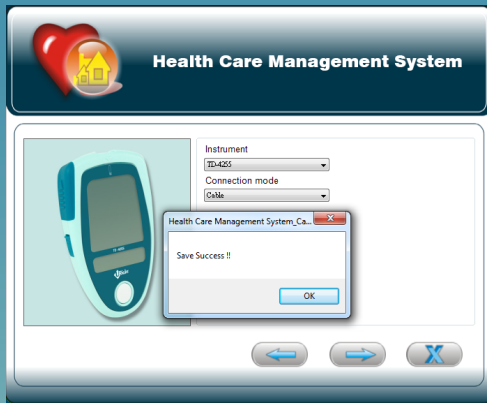 Health Care Management System
Instrument
TD-4255
Connection mode
Cable
Health Care Management System_Ca...
Save Success !!
OK